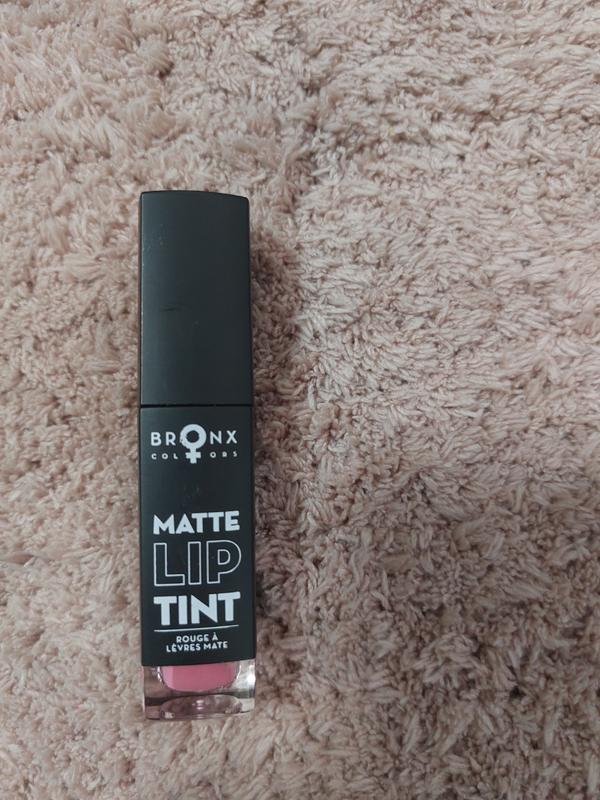 BRONX
COLORS
MATTE
LIP
TINT
ROUGE À
LÈVRES MATE